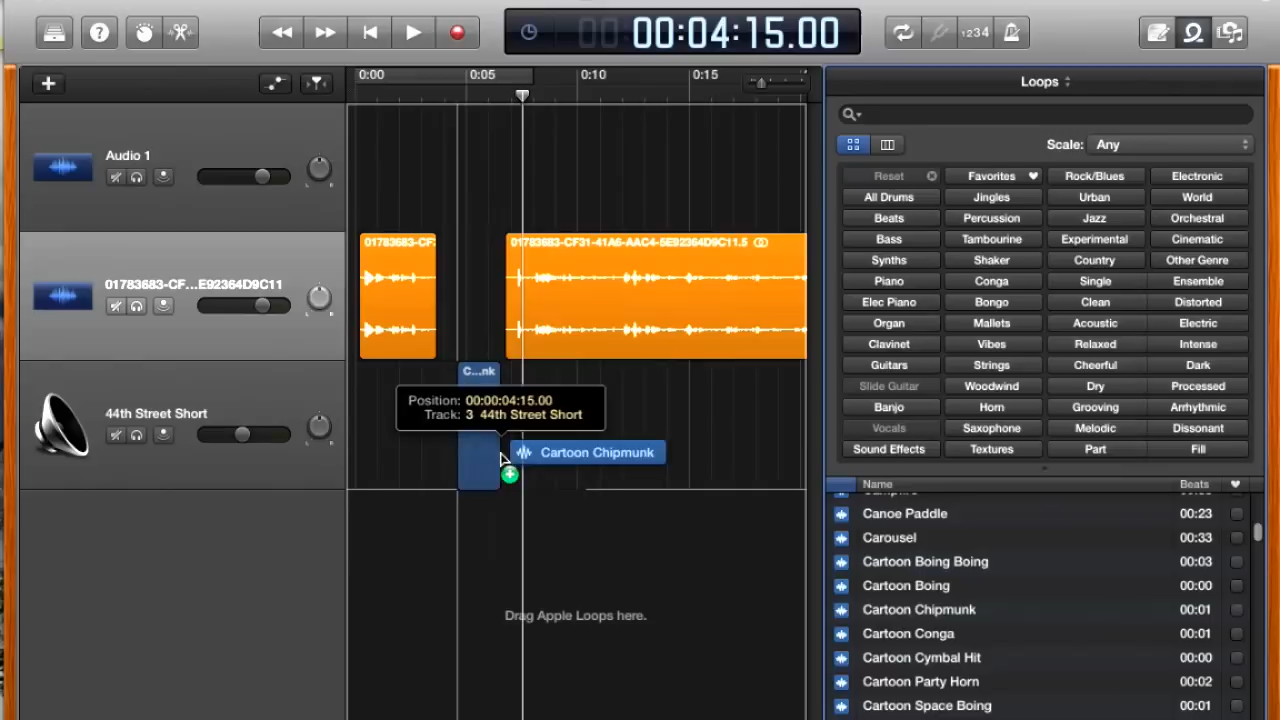 ?
1234
00:04:15.00
0:00 0:05 0:10 0:15
Loops
Scale: Any
Audio 1
01783683-CF...E92364D9C11
44th Street Short
01783683-CF:
01783683-CF31-41A6-AAC4-5E92364D9C11.5
C...nk
Position: 00:00:04:15.00
Track: 3 44th Street Short
Cartoon Chipmunk
Drag Apple Loops here.
Reset Favorites Rock/Blues Electronic
All Drums Jingles Urban World
Beats Percussion Jazz Orchestral
Bass Tambourine Experimental Cinematic
Synths Shaker Country Other Genre
Piano Conga Single Ensemble
Elec Piano Bongo Clean Distorted
Organ Mallets Acoustic Electric
Clavinet Vibes Relaxed Intense
Guitars Strings Cheerful Dark
Slide Guitar Woodwind Dry Processed
Banjo Horn Grooving Arrhythmic
Vocals Saxophone Melodic Dissonant
Sound Effects Textures Part Fill
Name Beats
Canoe Paddle 00:23
Carousel 00:33
Cartoon Boing Boing 00:03
Cartoon Boing 00:00
Cartoon Chipmunk 00:01
Cartoon Conga 00:01
Cartoon Cymbal Hit 00:00
Cartoon Party Horn 00:02
Cartoon Space Boing 00:01